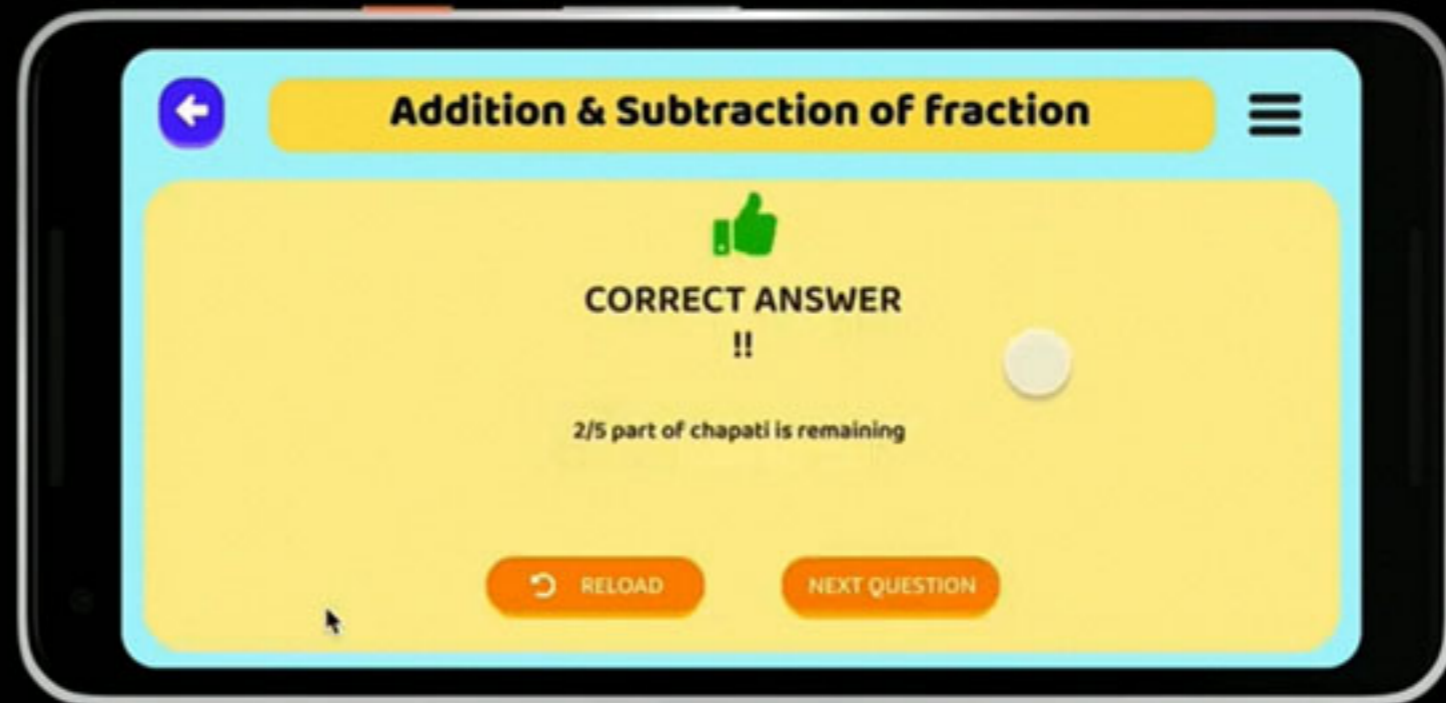 Addition & Subtraction of fraction
CORRECT ANSWER
!!
2/5 part of chapati is remaining
RELOAD
NEXT QUESTION